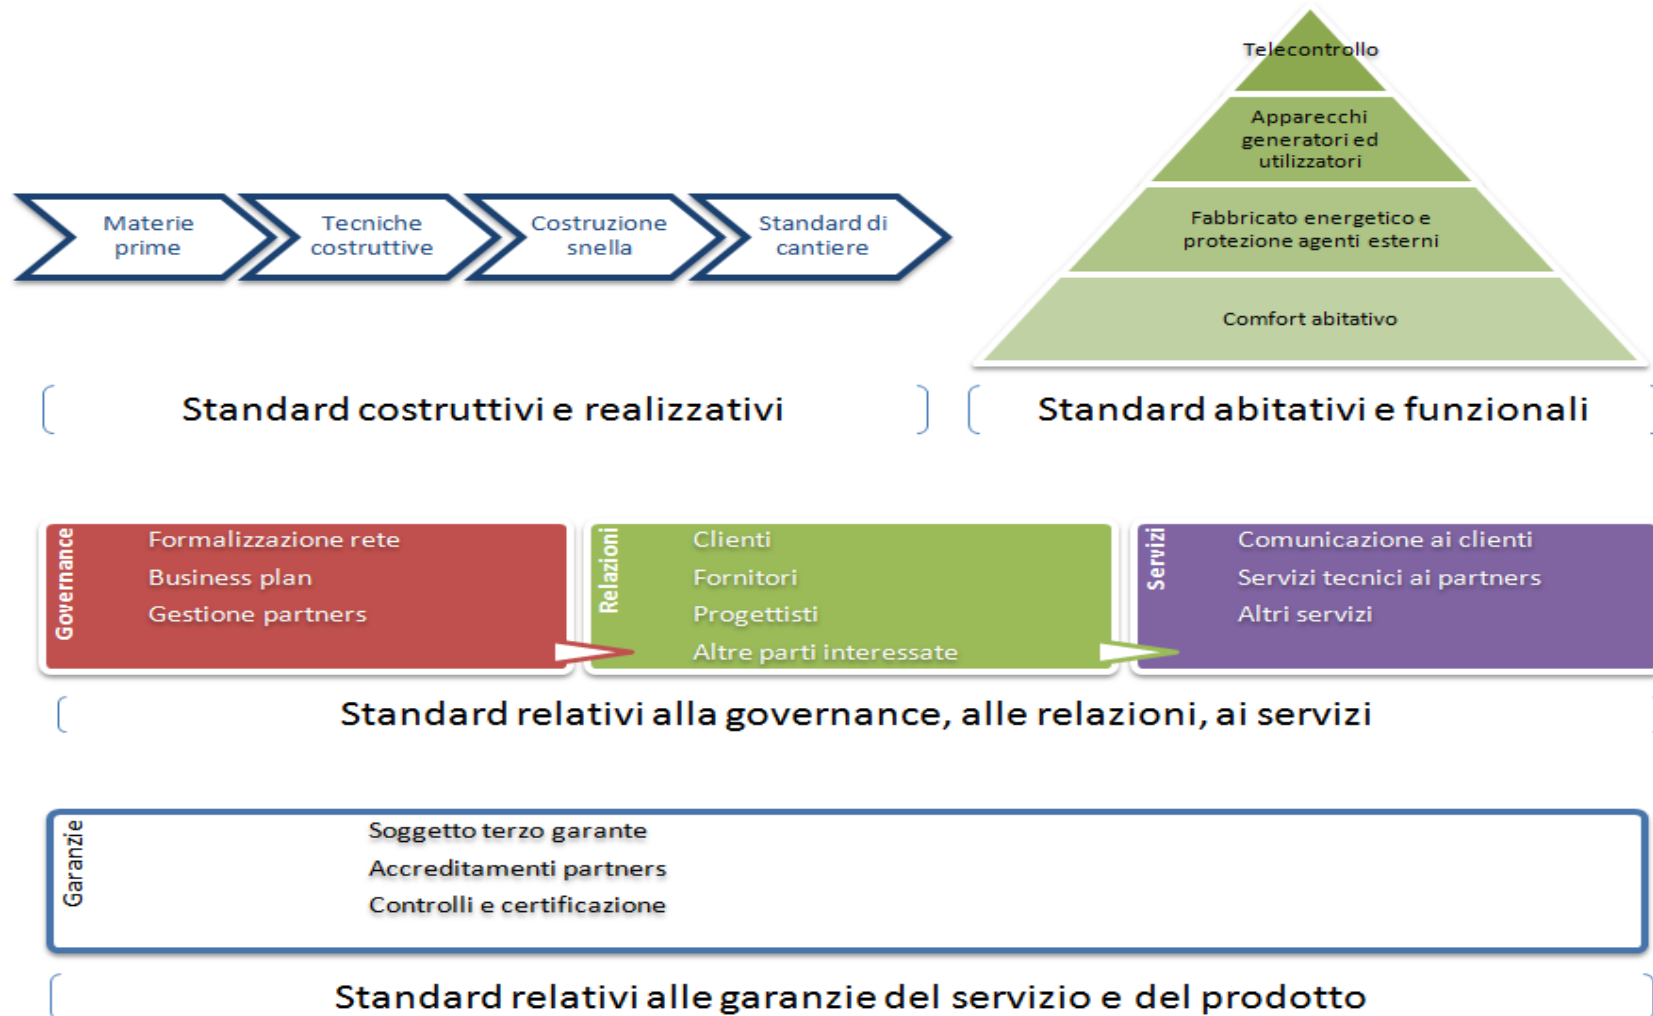 Telecontrollo
Apparecchi
generatori ed
utilizzatori
Fabbricato energetico e
protezione agenti esterni
Comfort abitativo
Materie
prime
Tecniche
costruttive
Costruzione
snella
Standard di
cantiere
Standard costruttivi e realizzativi
Standard abitativi e funzionali
Governance
Formalizzazione rete
Business plan
Gestione partners
Relazioni
Clienti
Fornitori
Progettisti
Altre parti interessate
Servizi
Comunicazione ai clienti
Servizi tecnici ai partners
Altri servizi
Standard relativi alla governance, alle relazioni, ai servizi
Garanzie
Soggetto terzo garante
Accreditamenti partners
Controlli e certificazione
Standard relativi alle garanzie del servizio e del prodotto